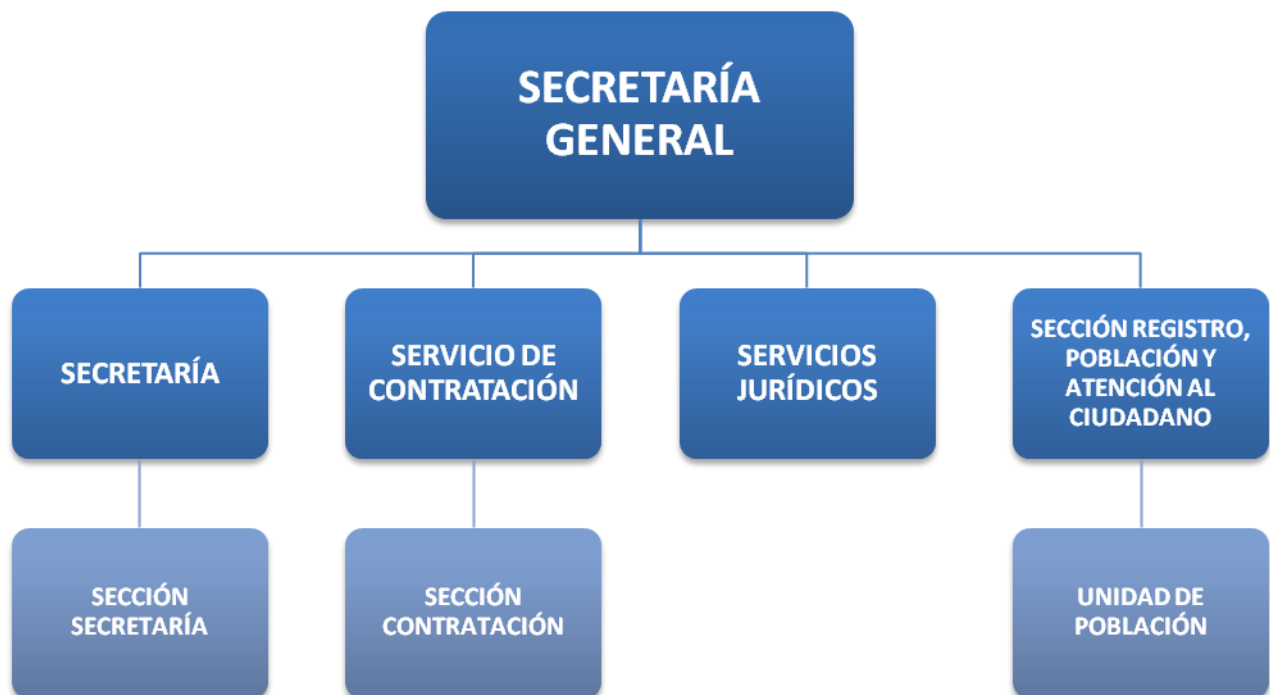 SECRETARÍA
GENERAL
SECRETARÍA
SERVICIO DE
CONTRATACIÓN
SERVICIOS
JURÍDICOS
SECCIÓN REGISTRO,
POBLACIÓN Y
ATENCIÓN AL
CIUDADANO
SECCIÓN
SECRETARÍA
SECCIÓN
CONTRATACIÓN
UNIDAD DE
POBLACIÓN